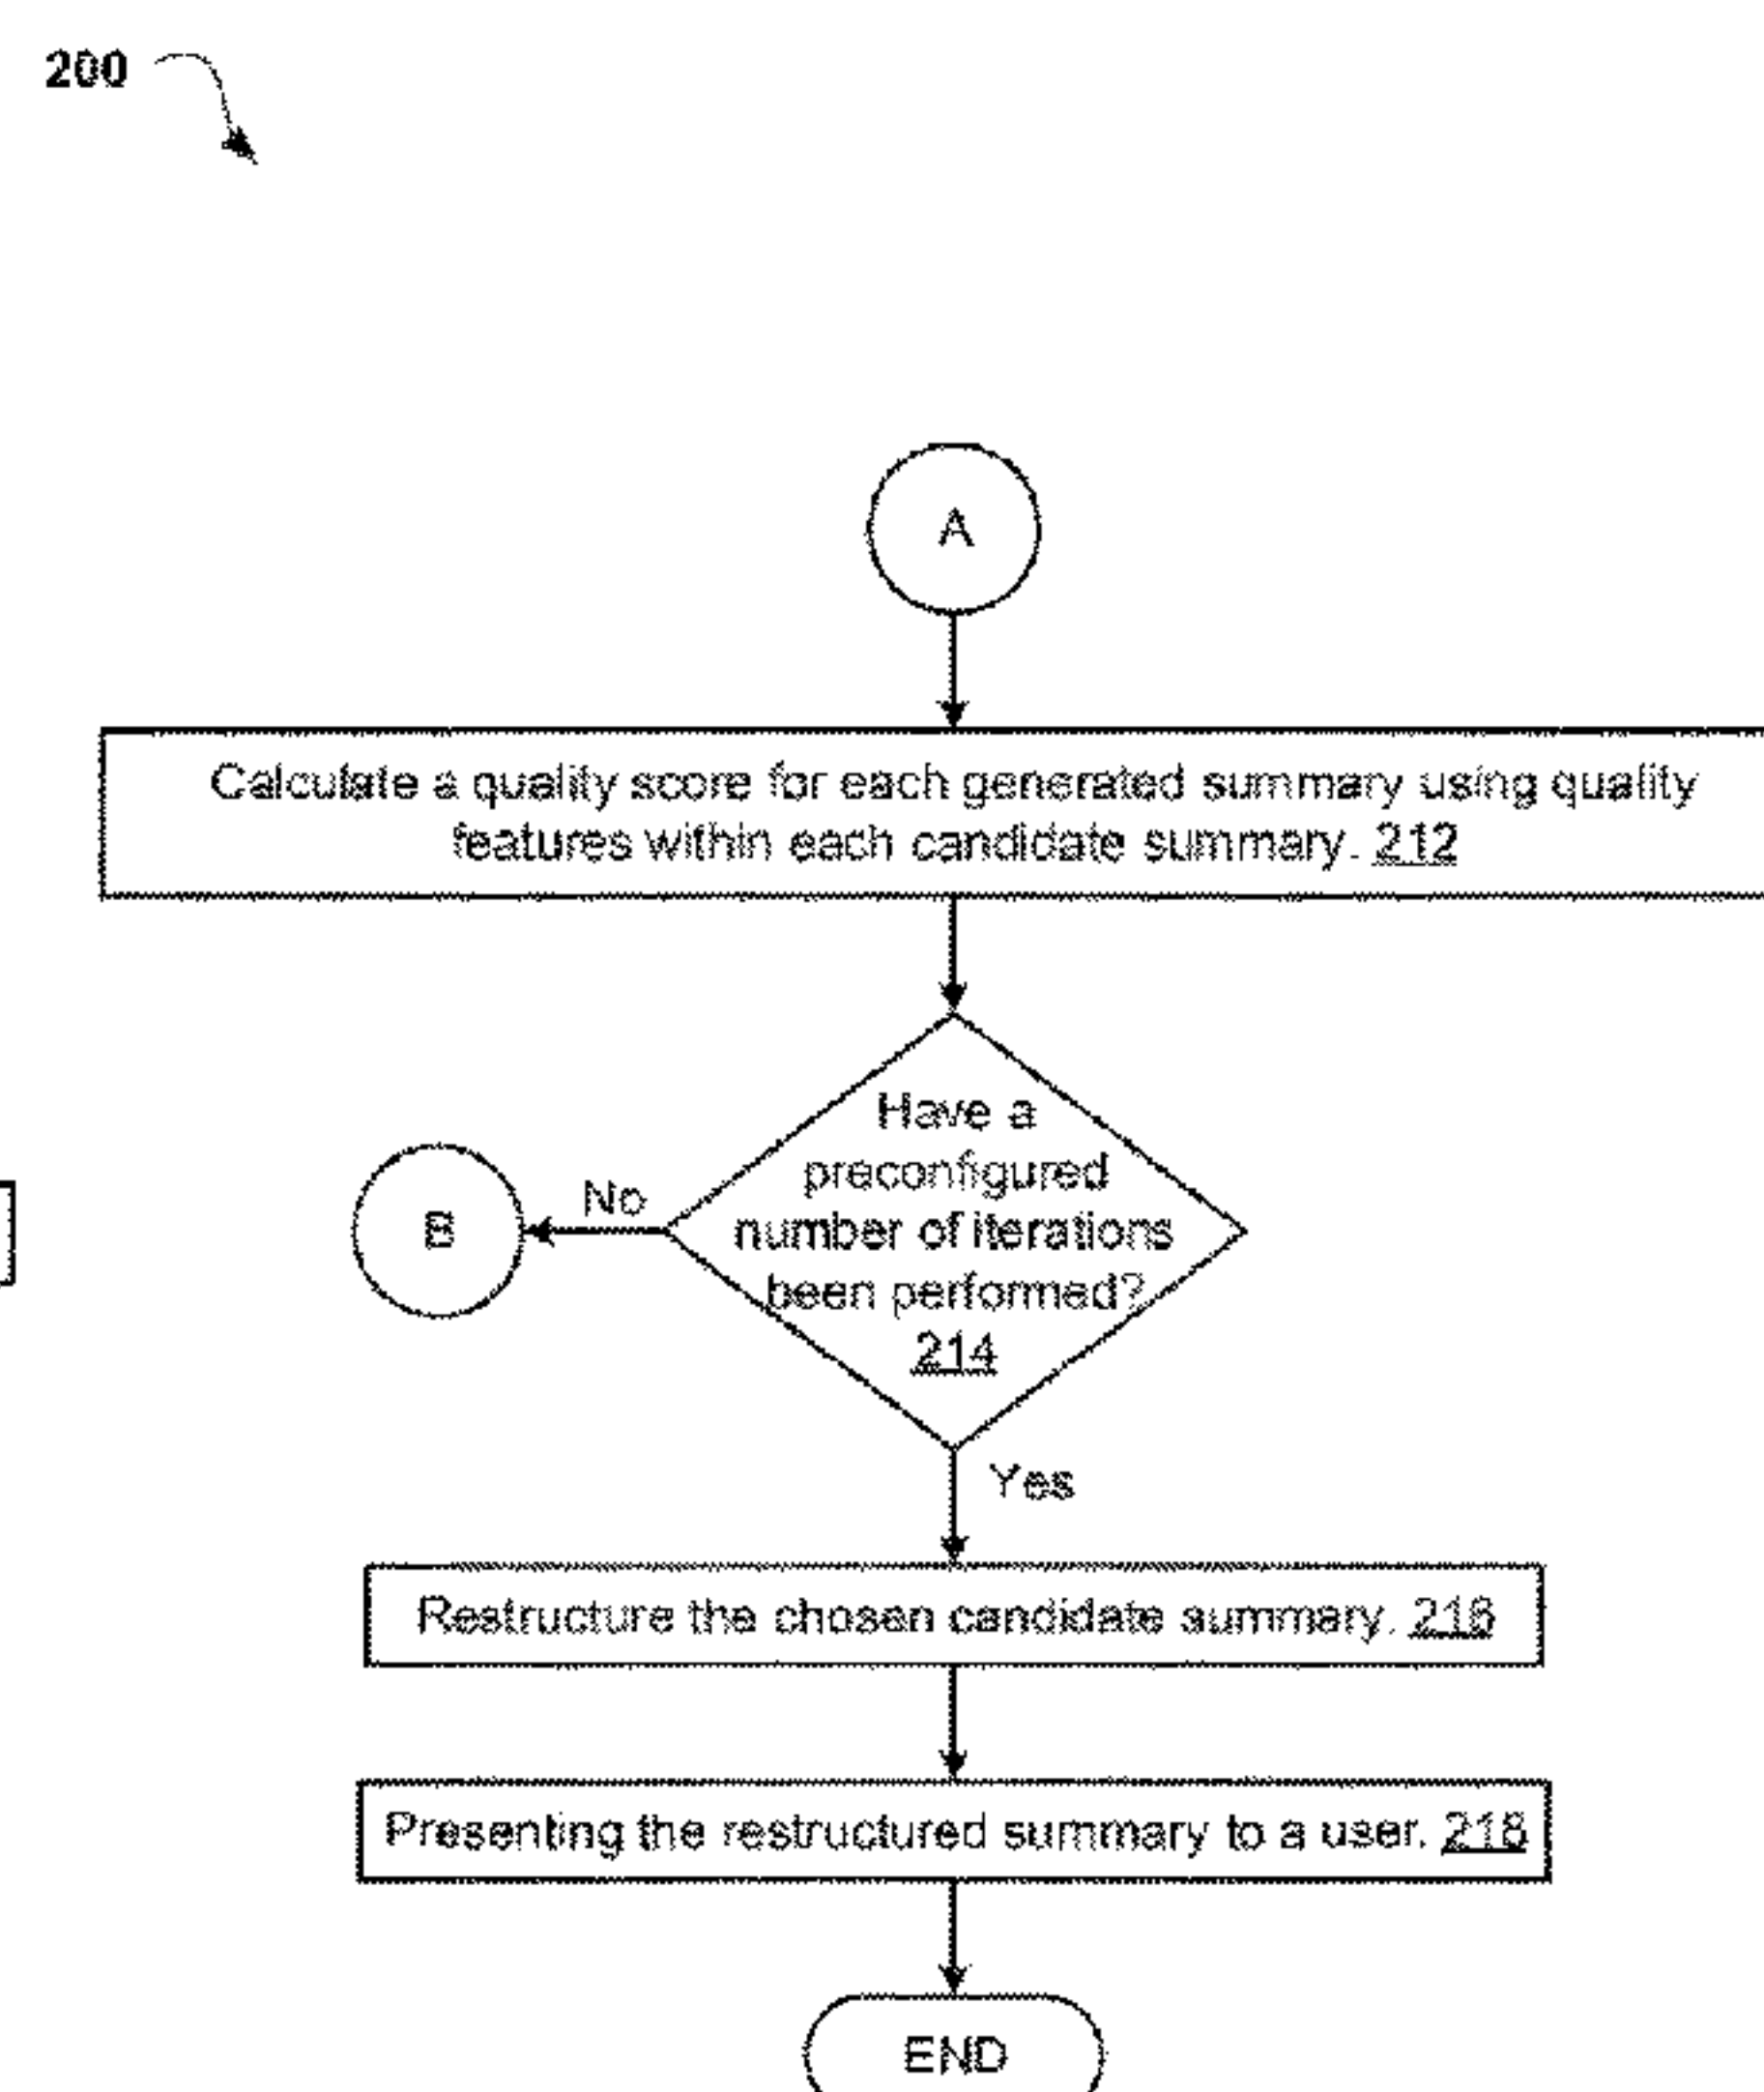 200
A
Calculate a quality score for each generated summary using quality
features within each candidate summary. 212
Have a
preconfigured
number of iterations
been performed?
214
No
B
Yes
Restructure the chosen candidate summary. 216
Presenting the restructured summary to a user. 218
END